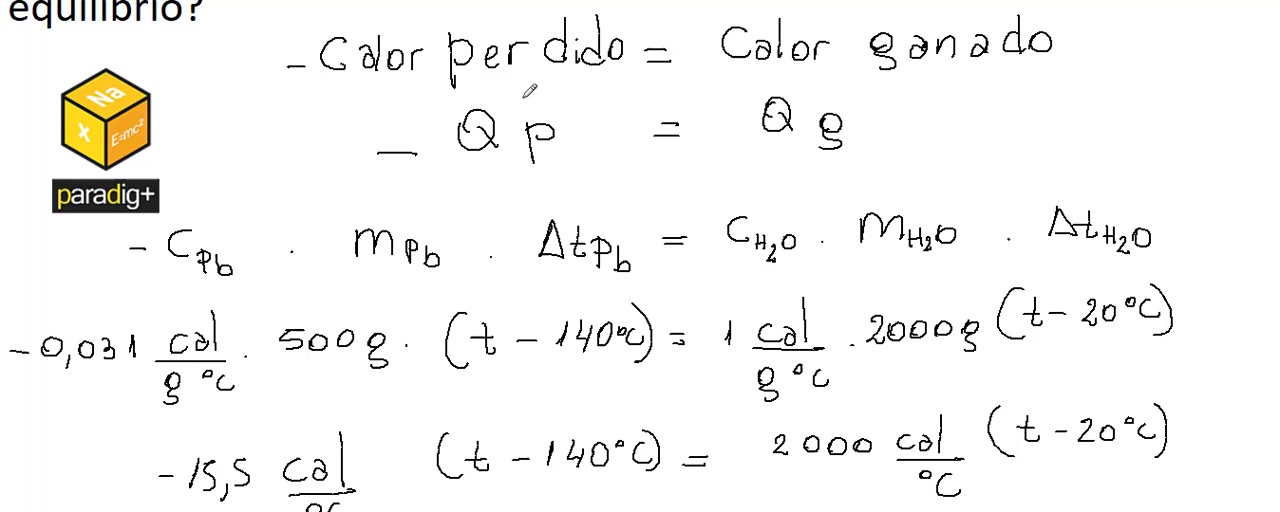 equilibrio?
- Calor perdido = Calor ganado
Na
x
E=mc²
paradig+
- Qp = Qg
- C_Pb . m_Pb . Δt_Pb = C_H₂O . m_H₂O . Δt_H₂O
-0,031 cal/g °C . 500g . (t - 140°C) = 1 cal/g °C . 2000g (t - 20°C)
-15,5 cal/°C (t - 140°C) = 2000 cal/°C (t - 20°C)